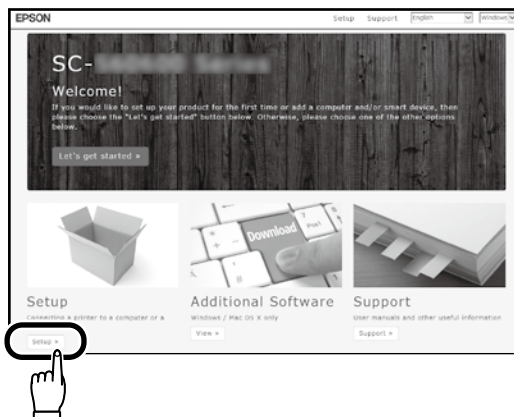 EPSON
Setup Support English Windows
SC-
Welcome!
If you would like to set up your product for the first time or add a computer and/or smart device, then
please choose the "Let's get started" button below. Otherwise, please choose one of the other options
below.
Let's get started »
Download
Setup
Connecting a printer to a computer or a
Setup »
Additional Software
Windows / Mac OS X only
View »
Support
User manuals and other useful information
Support »